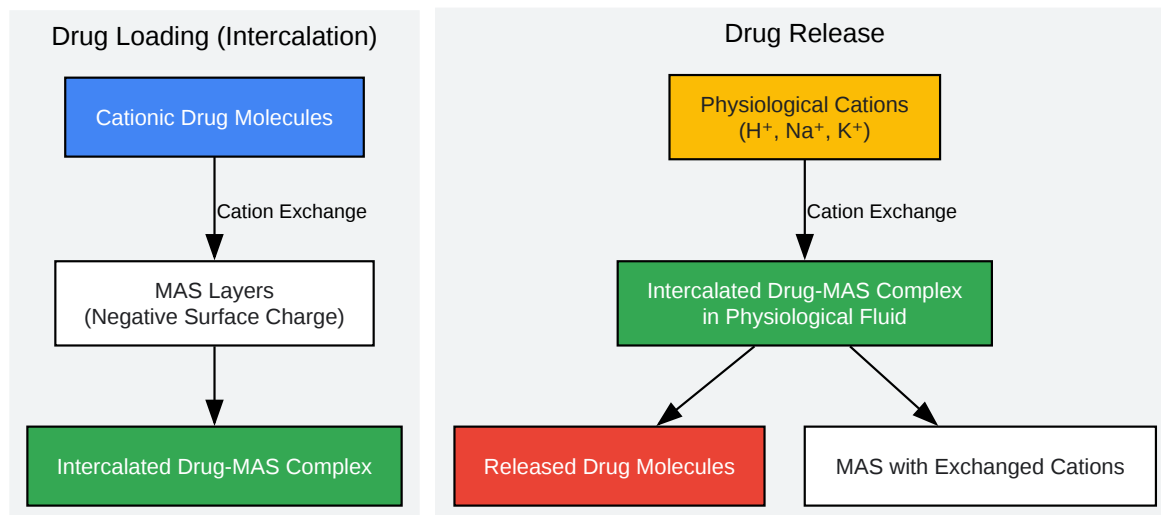 Drug Loading (Intercalation)
Cationic Drug Molecules
Cation Exchange
MAS Layers
(Negative Surface Charge)
Intercalated Drug-MAS Complex
Drug Release
Physiological Cations
(H⁺, Na⁺, K⁺)
Cation Exchange
Intercalated Drug-MAS Complex
in Physiological Fluid
Released Drug Molecules
MAS with Exchanged Cations